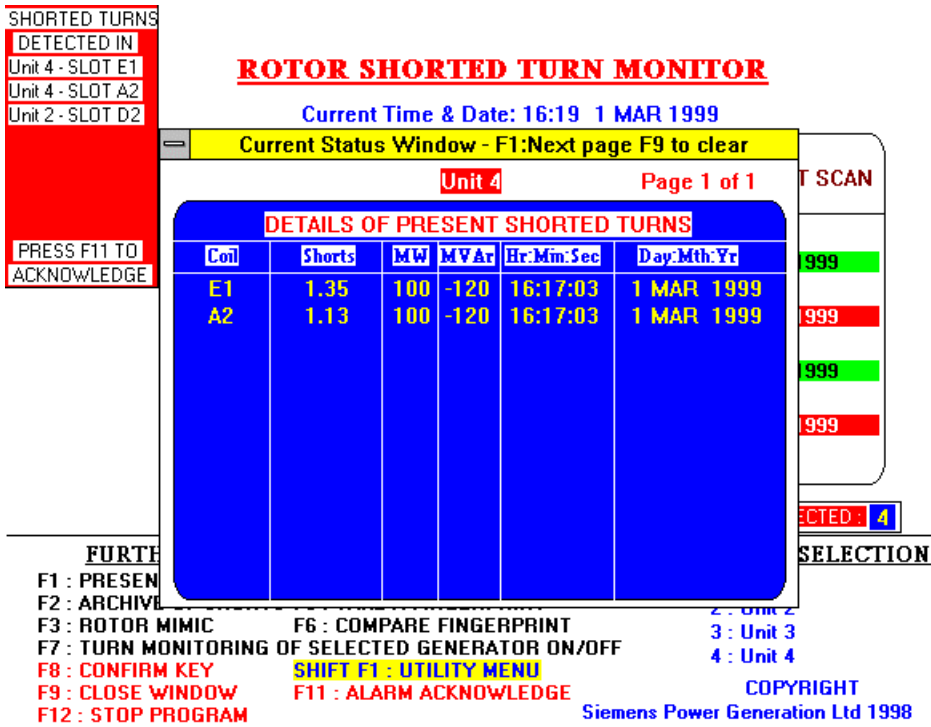 SHORTED TURNS
DETECTED IN
Unit 4 - SLOT E1
Unit 4 - SLOT A2
Unit 2 - SLOT D2
PRESS F11 TO
ACKNOWLEDGE
ROTOR SHORTED TURN MONITOR
Current Time & Date: 16:19 1 MAR 1999
Current Status Window - F1:Next page F9 to clear
Unit 4 Page 1 of 1
DETAILS OF PRESENT SHORTED TURNS
Coil Shorts MW MVAr Hr:Min:Sec Day:Mth:Yr
E1 1.35 100 -120 16:17:03 1 MAR 1999
A2 1.13 100 -120 16:17:03 1 MAR 1999
T SCAN
1999
1999
1999
1999
ECTED : 4
FURTH
SELECTION
F1 : PRESEN
F2 : ARCHIVE
F3 : ROTOR MIMIC F6 : COMPARE FINGERPRINT
F7 : TURN MONITORING OF SELECTED GENERATOR ON/OFF
F8 : CONFIRM KEY SHIFT F1 : UTILITY MENU
F9 : CLOSE WINDOW F11 : ALARM ACKNOWLEDGE
F12 : STOP PROGRAM
2 : Unit 2
3 : Unit 3
4 : Unit 4
COPYRIGHT
Siemens Power Generation Ltd 1998